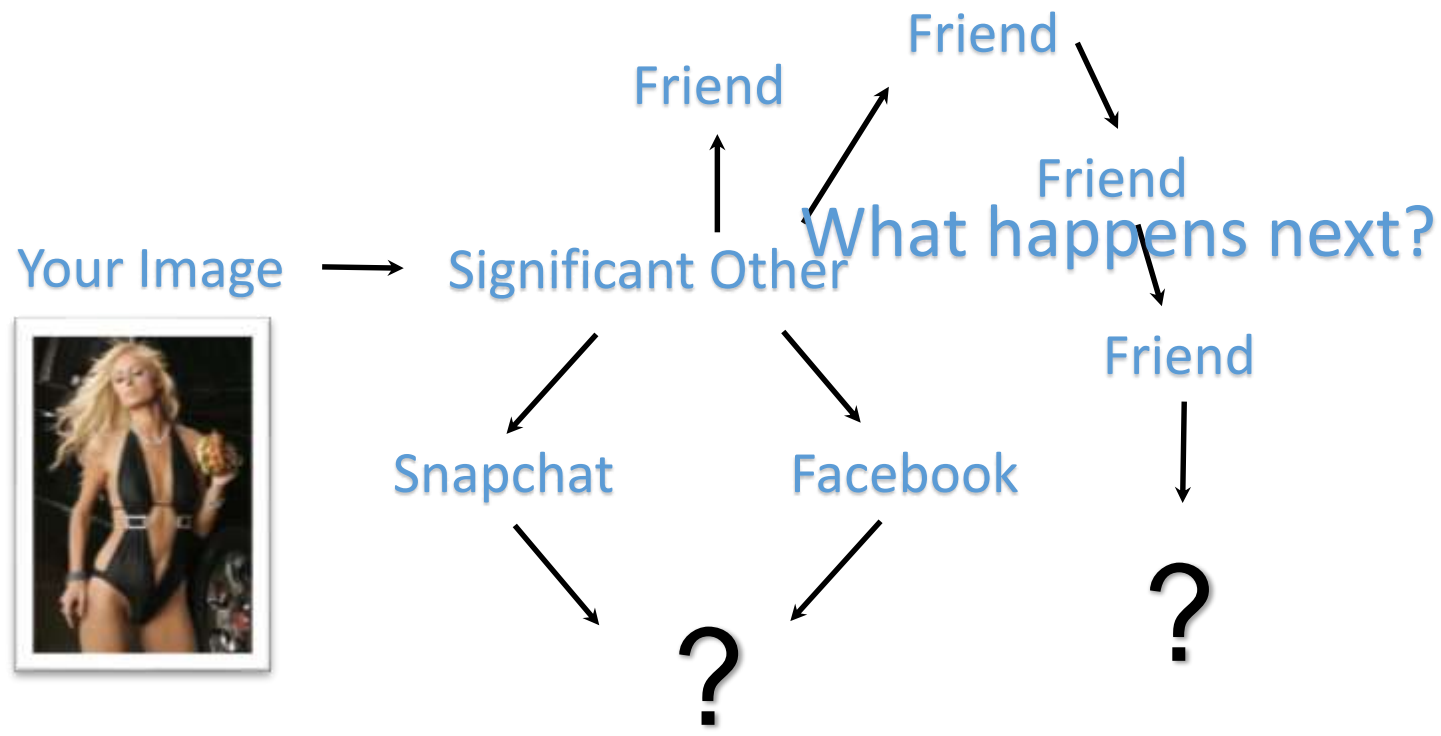 Friend
Friend
Friend
What happens next?
Your Image
Significant Other
Friend
Snapchat
Facebook
?
?